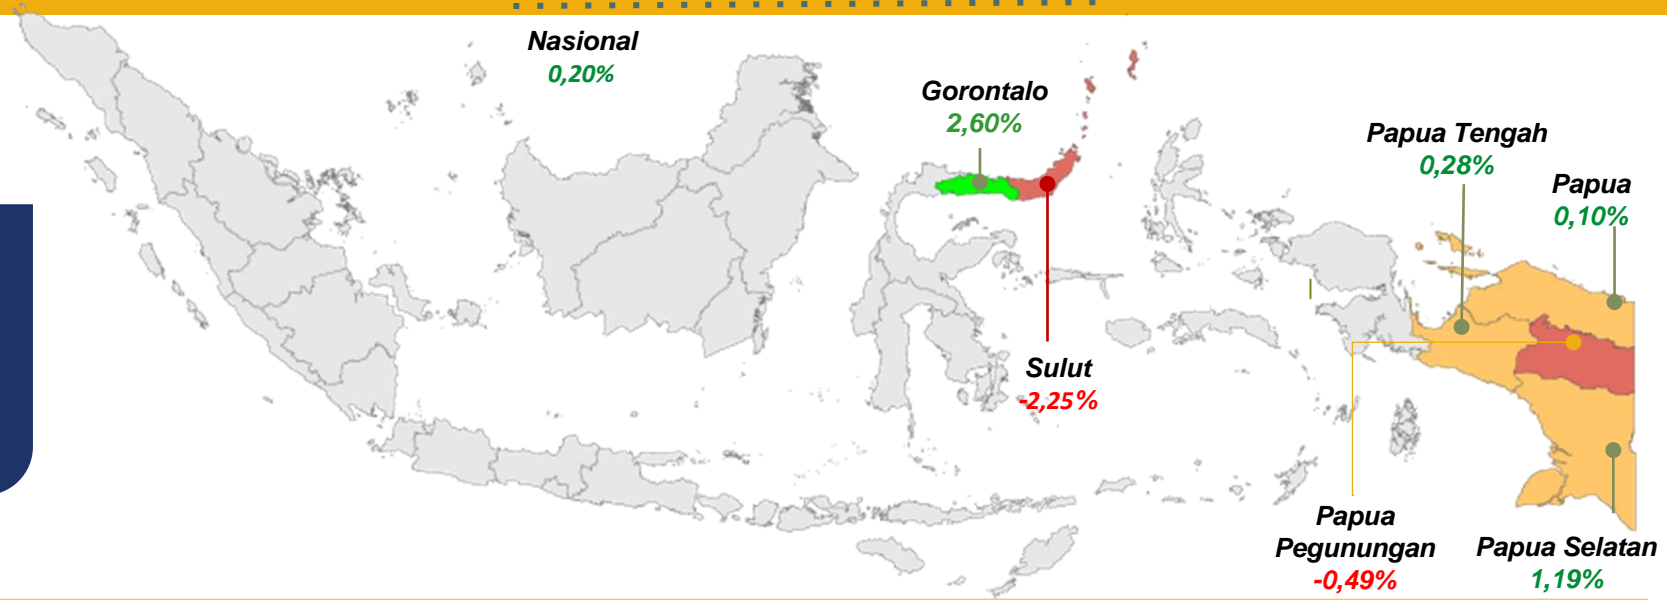 Nasional
0,20%
Gorontalo
2,60%
Papua Tengah
0,28%
Papua
0,10%
Sulut
-2,25%
Papua
Pegunungan
-0,49%
Papua Selatan
1,19%